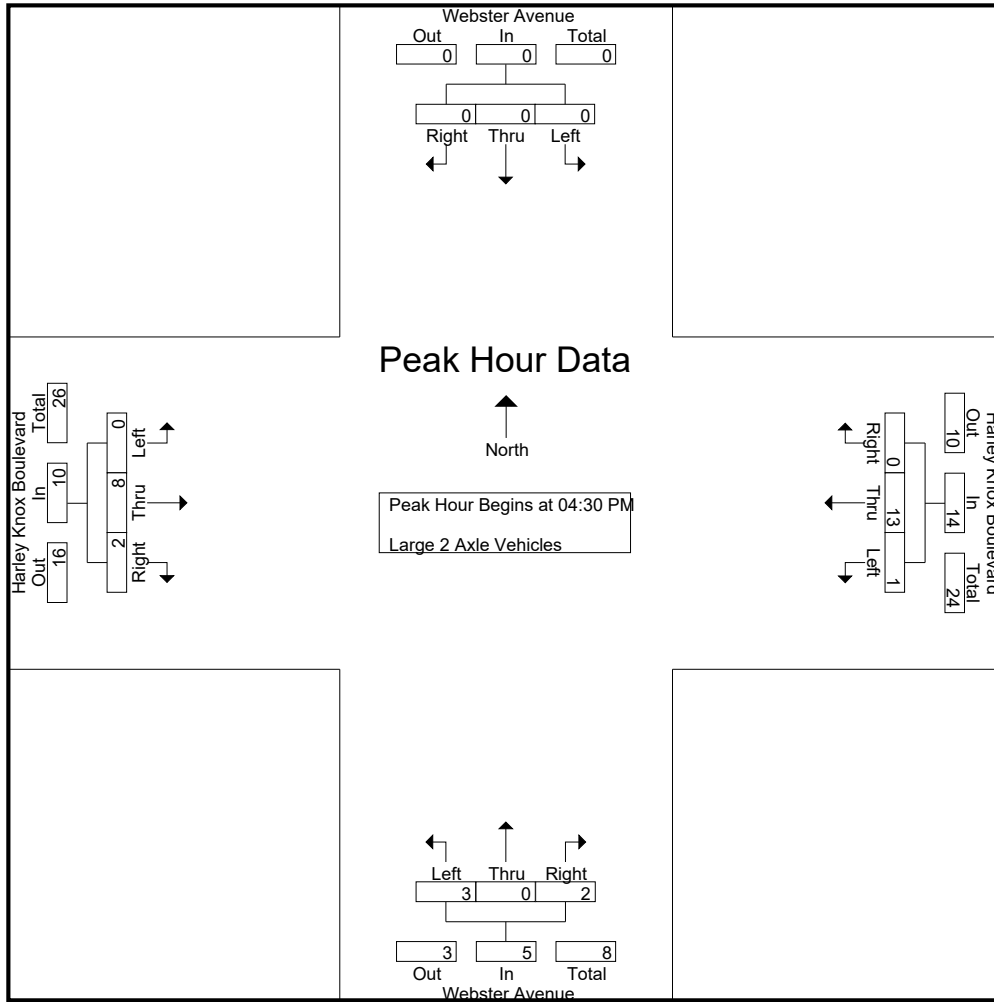 Webster Avenue
Out In Total
0 0 0
0 0 0
Right Thru Left
Peak Hour Data
North
Peak Hour Begins at 04:30 PM
Large 2 Axle Vehicles
Harley Knox Boulevard
Total In Out
26 10 16
0 8 2
Left Thru Right
Harley Knox Boulevard
Out In Total
10 14 24
0 13 1
Right Thru Left
Left Thru Right
3 0 2
3 5 8
Out In Total
Webster Avenue